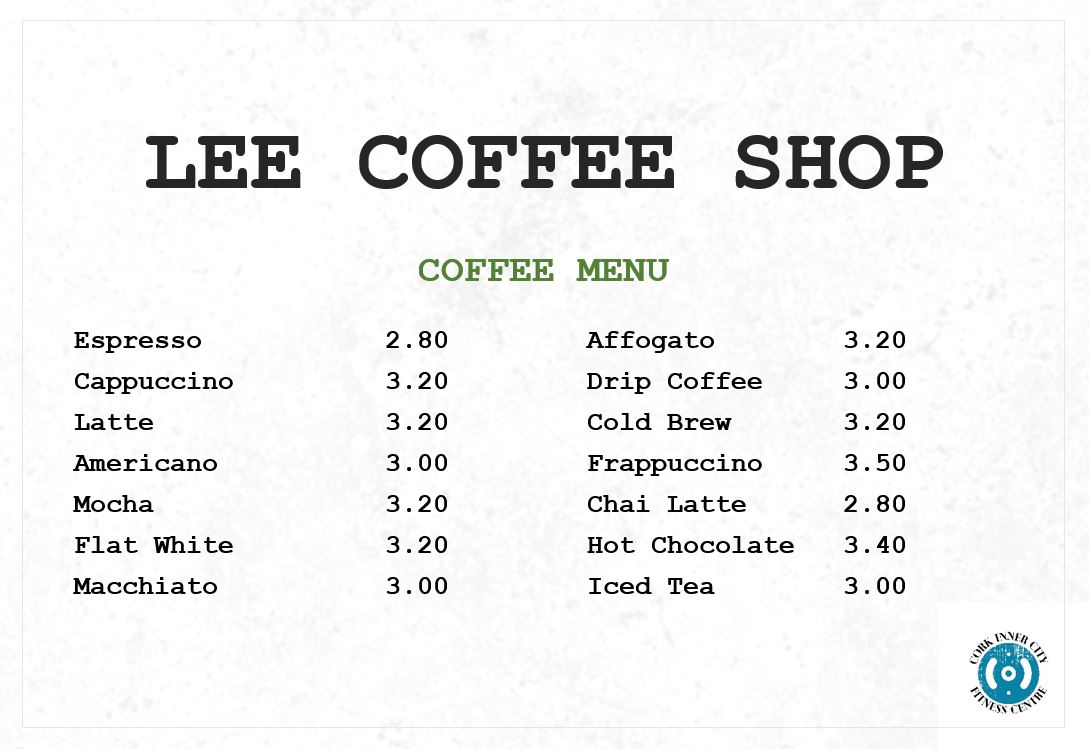 LEE COFFEE SHOP
COFFEE MENU
Espresso 2.80
Cappuccino 3.20
Latte 3.20
Americano 3.00
Mocha 3.20
Flat White 3.20
Macchiato 3.00
Affogato 3.20
Drip Coffee 3.00
Cold Brew 3.20
Frappuccino 3.50
Chai Latte 2.80
Hot Chocolate 3.40
Iced Tea 3.00
CORK INNER CITY
FITNESS CENTRE